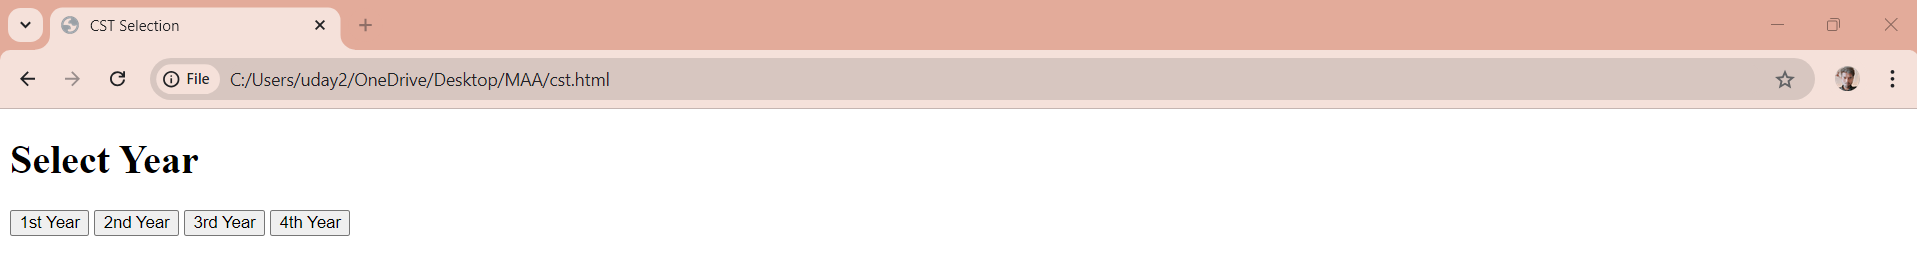 CST Selection
File C:/Users/uday2/OneDrive/Desktop/MAA/cst.html
Select Year
1st Year 2nd Year 3rd Year 4th Year